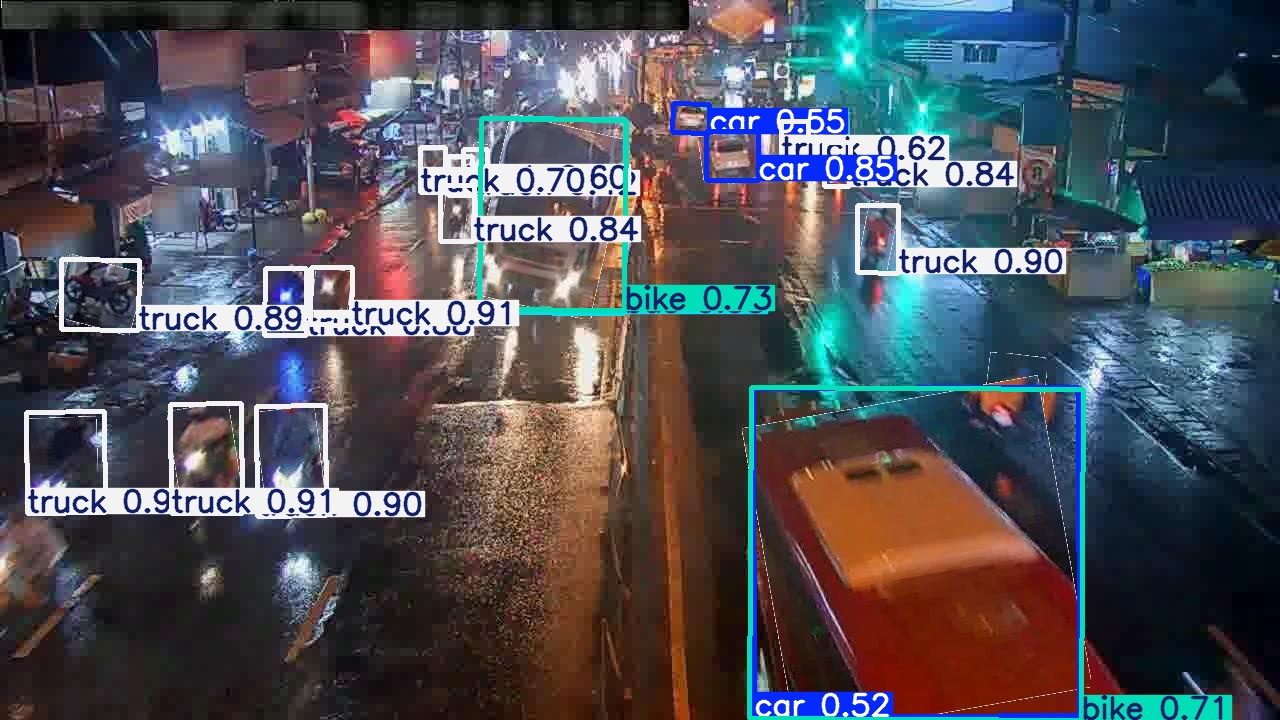 car 0.55
truck 0.62
car 0.85
0.84
truck 0.70
truck 0.84
truck 0.90
bike 0.73
truck 0.89
truck 0.91
truck 0.9
truck 0.91
0.90
car 0.52
bike 0.71